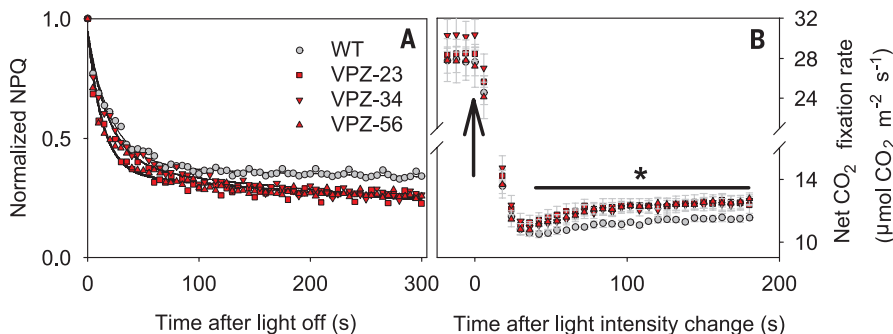 A
B
WT
VPZ-23
VPZ-34
VPZ-56
Normalized NPQ
1.0
0.5
0.0
0 100 200 300
Time after light off (s)
*
0 100 200
Time after light intensity change (s)
32
28
24
14
10
Net CO2 fixation rate
(µmol CO2 m-2 s-1)